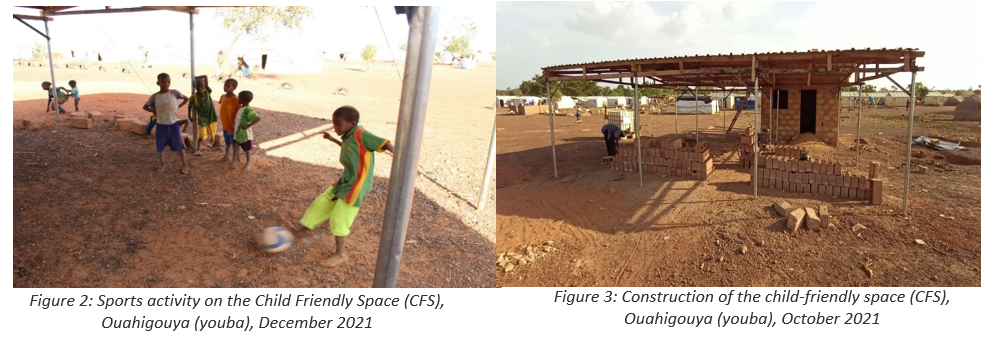 Figure 2: Sports activity on the Child Friendly Space (CFS),
Ouahigouya (youba), December 2021
Figure 3: Construction of the child-friendly space (CFS),
Ouahigouya (youba), October 2021